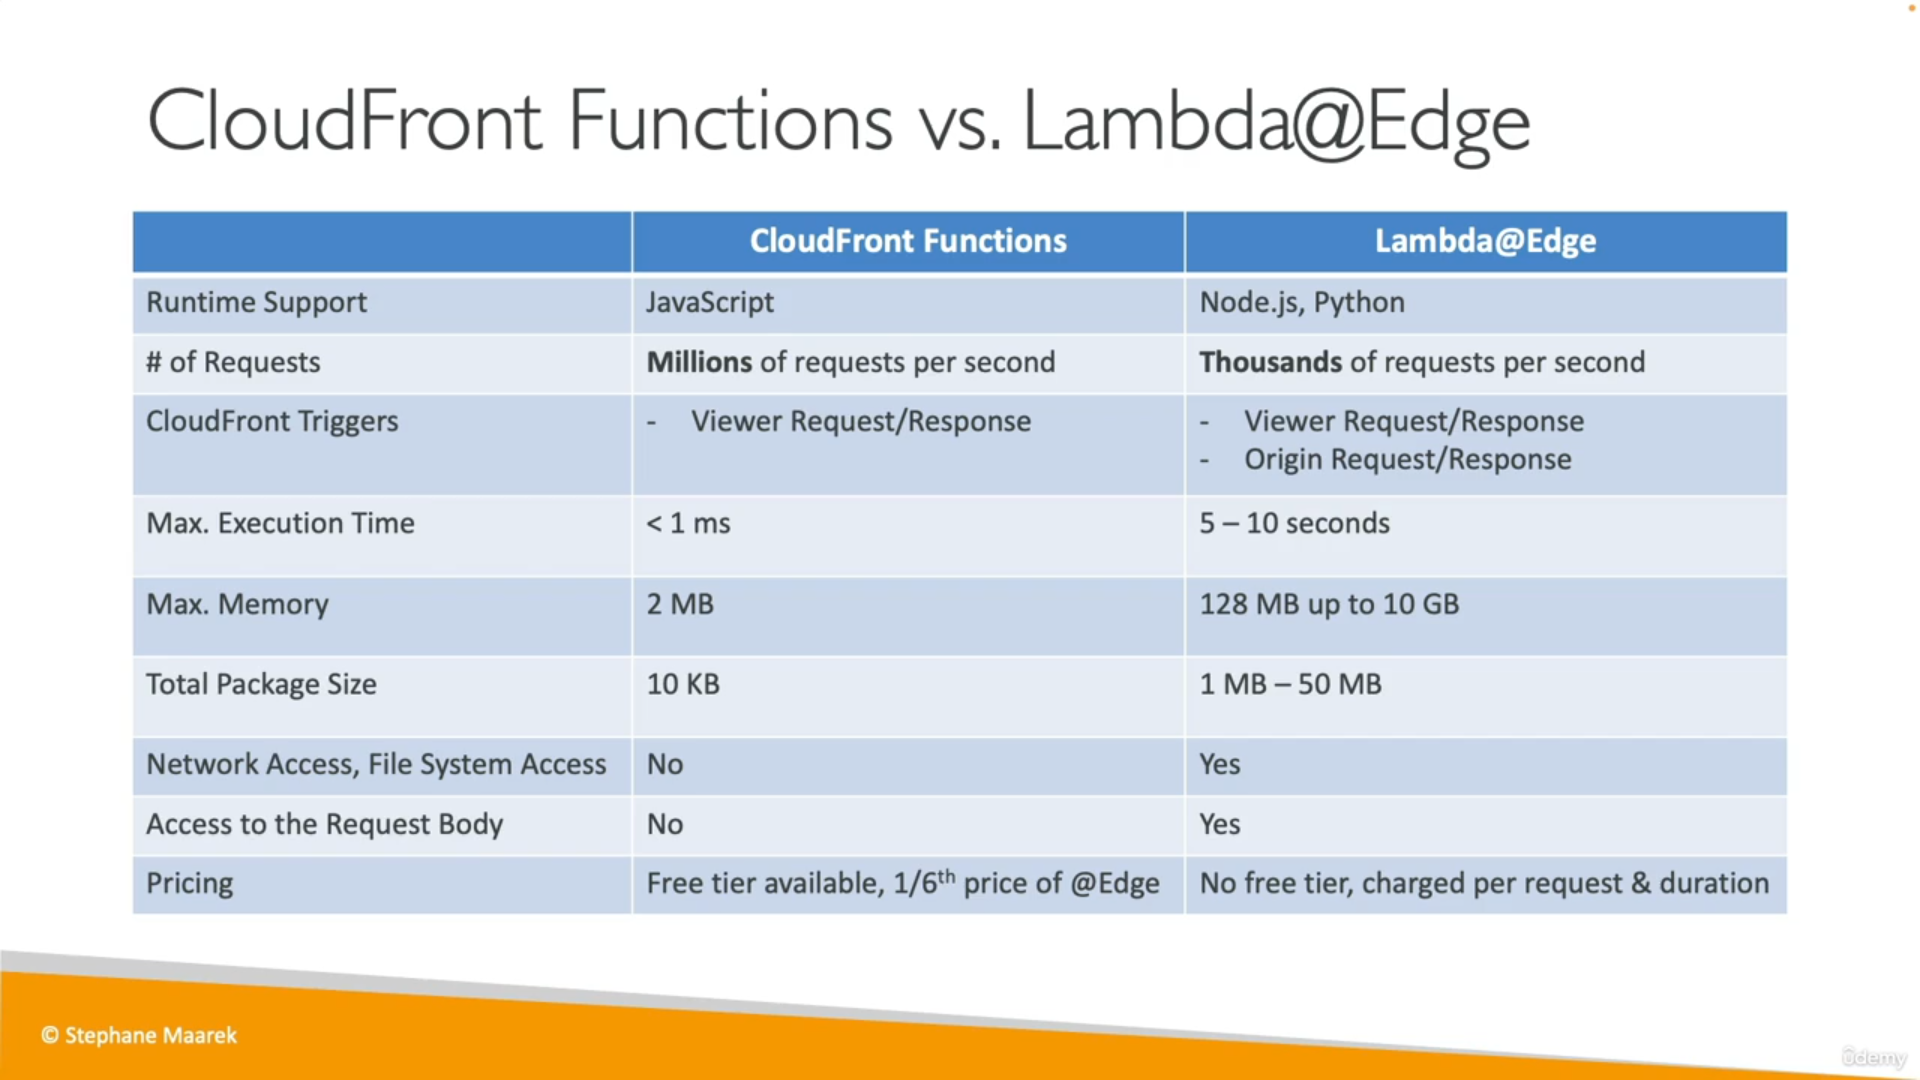 CloudFront Functions vs. Lambda@Edge
CloudFront Functions Lambda@Edge
Runtime Support JavaScript Node.js, Python
# of Requests Millions of requests per second Thousands of requests per second
CloudFront Triggers - Viewer Request/Response - Viewer Request/Response
- Origin Request/Response
Max. Execution Time < 1 ms 5 – 10 seconds
Max. Memory 2 MB 128 MB up to 10 GB
Total Package Size 10 KB 1 MB – 50 MB
Network Access, File System Access No Yes
Access to the Request Body No Yes
Pricing Free tier available, 1/6th price of @Edge No free tier, charged per request & duration
© Stephane Maarek
ûdemy